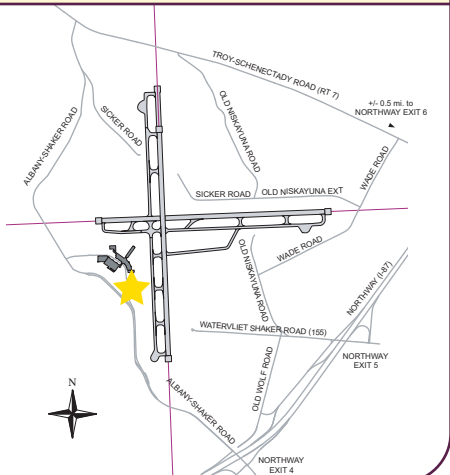 TROY-SCHENECTADY ROAD (RT 7)
+/- 0.5 mi. to
NORTHWAY EXIT 6
ALBANY-SHAKER ROAD
SICKER ROAD
OLD NISKAYUNA ROAD
WADE ROAD
SICKER ROAD
OLD NISKAYUNA EXT
OLD NISKAYUNA ROAD
WADE ROAD
NORTHWAY (I-87)
WATERVLIET SHAKER ROAD (155)
NORTHWAY
EXIT 5
OLD WOLF ROAD
N
ALBANY-SHAKER ROAD
NORTHWAY
EXIT 4